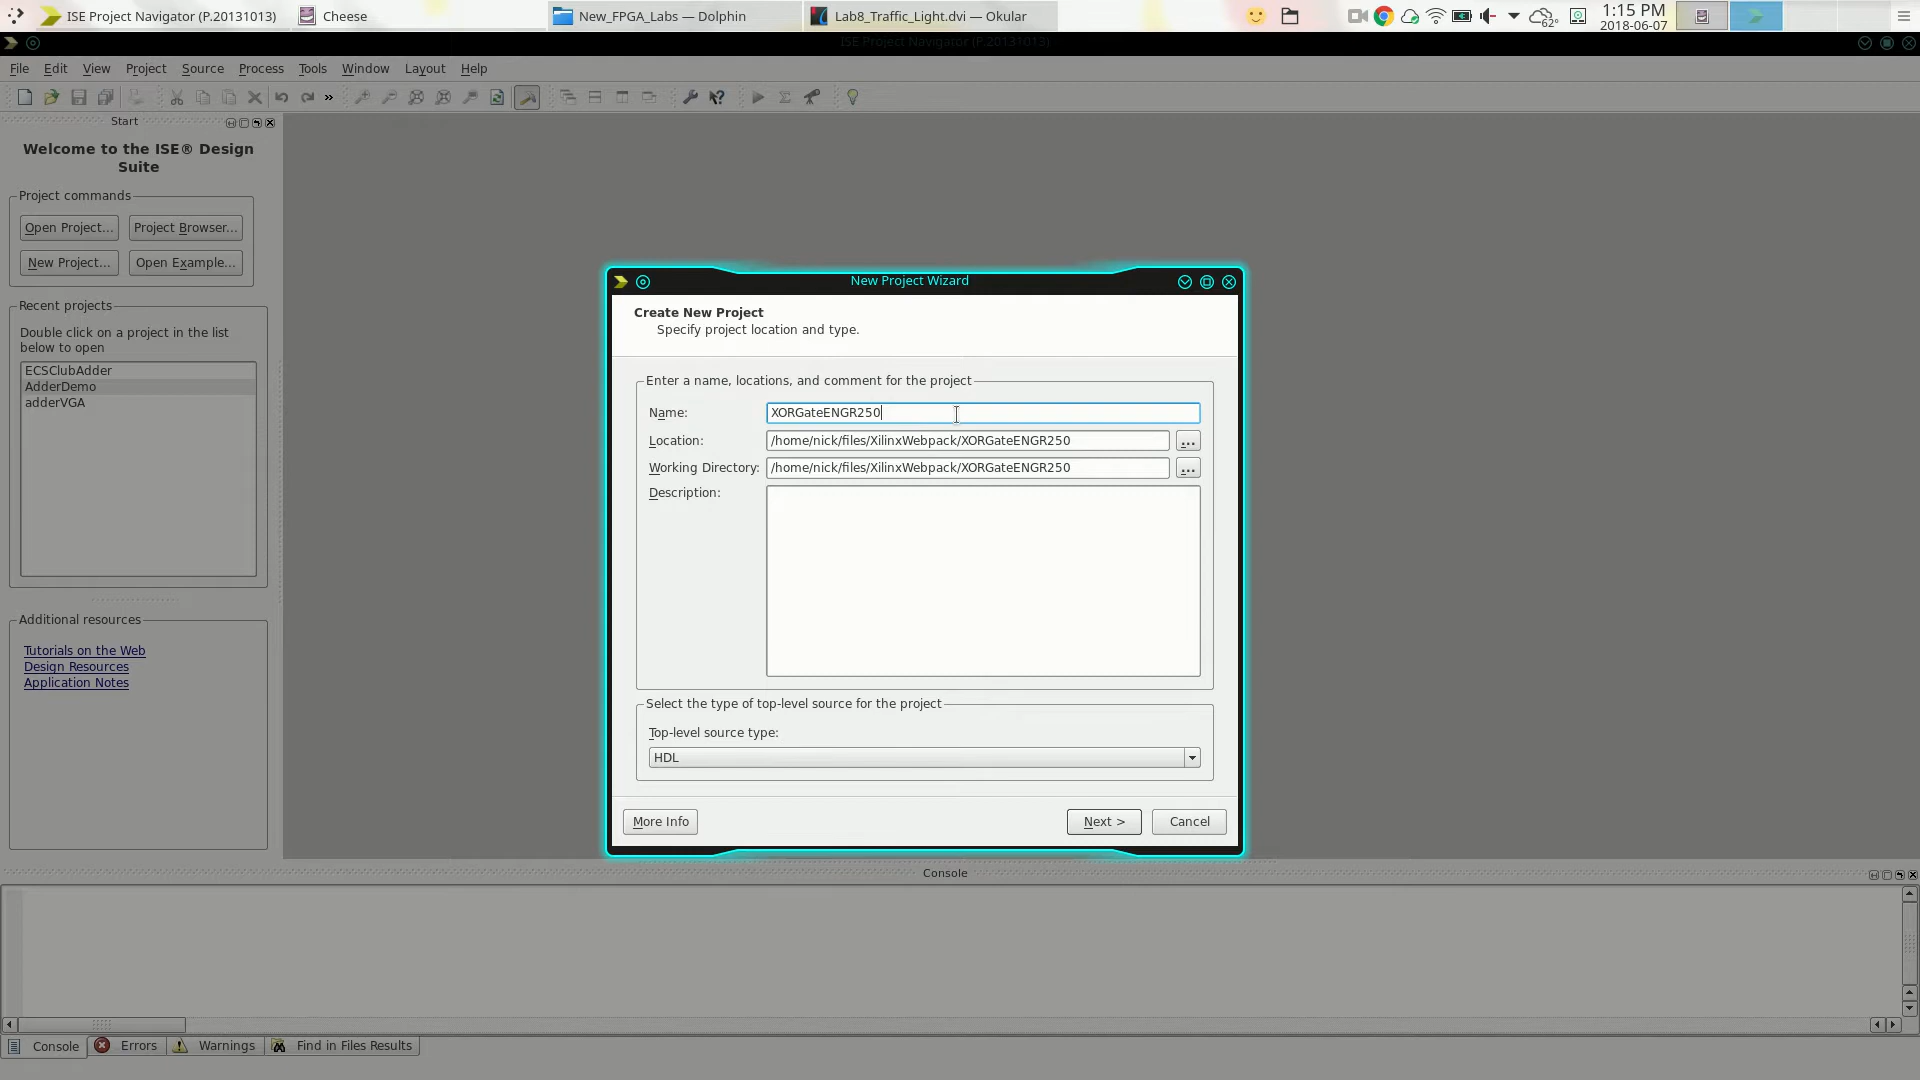 ISE Project Navigator (P.20131013)
Cheese
New_FPGA_Labs — Dolphin
Lab8_Traffic_Light.dvi — Okular
62°
1:15 PM
2018-06-07
ISE Project Navigator (P.20131013)
File Edit View Project Source Process Tools Window Layout Help
»
Start
Welcome to the ISE® Design
Suite
Project commands
Open Project... Project Browser...
New Project... Open Example...
Recent projects
Double click on a project in the list
below to open
ECSClubAdder
AdderDemo
adderVGA
Additional resources
Tutorials on the Web
Design Resources
Application Notes
New Project Wizard
Create New Project
Specify project location and type.
Enter a name, locations, and comment for the project
Name: XORGateENGR250
Location: /home/nick/files/XilinxWebpack/XORGateENGR250 ...
Working Directory: /home/nick/files/XilinxWebpack/XORGateENGR250 ...
Description:
Select the type of top-level source for the project
Top-level source type:
HDL
More Info Next > Cancel
Console
Console Errors Warnings Find in Files Results